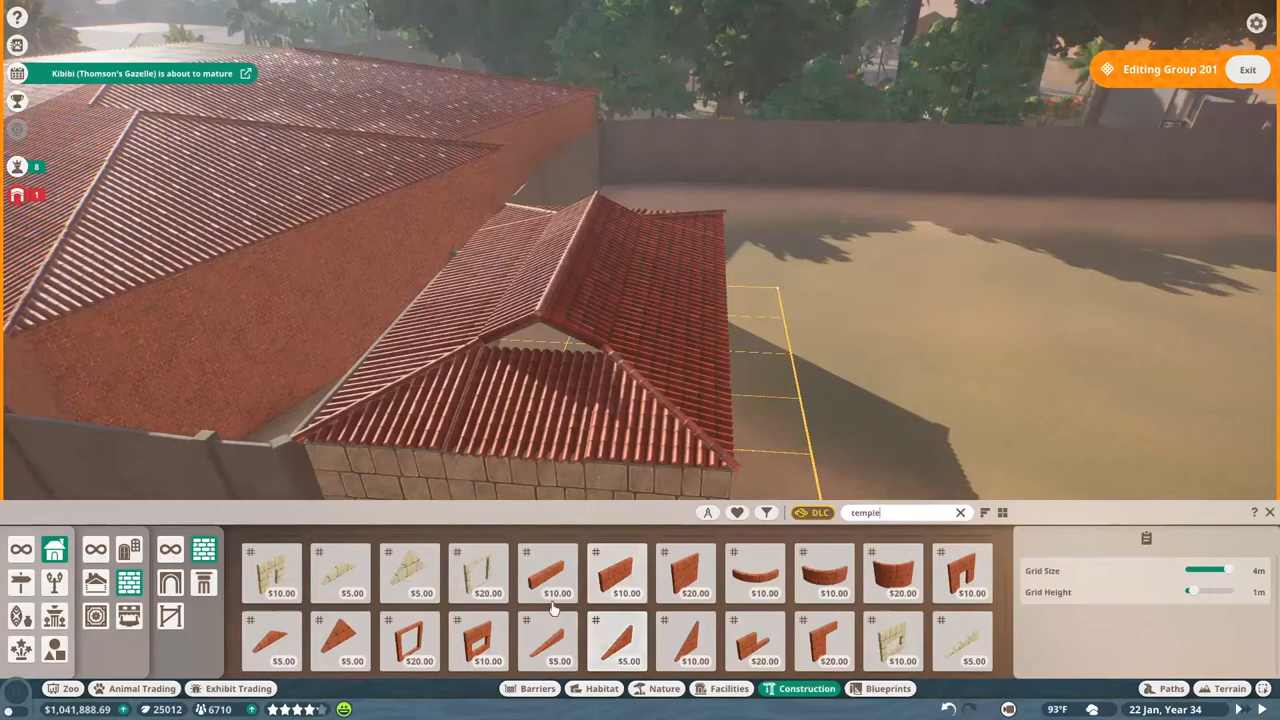 ?
Kibibi (Thomson's Gazelle) is about to mature
8
1
Editing Group 201 Exit
DLC temple
?
$10.00 $5.00 $5.00 $20.00 $10.00 $10.00 $20.00 $10.00 $10.00 $20.00 $10.00
$5.00 $5.00 $20.00 $10.00 $5.00 $5.00 $10.00 $20.00 $20.00 $10.00 $5.00
Grid Size 4m
Grid Height 1m
Zoo Animal Trading Exhibit Trading Barriers Habitat Nature Facilities Construction Blueprints Paths Terrain
$1,041,888.69 25012 6710 93°F 22 Jan, Year 34